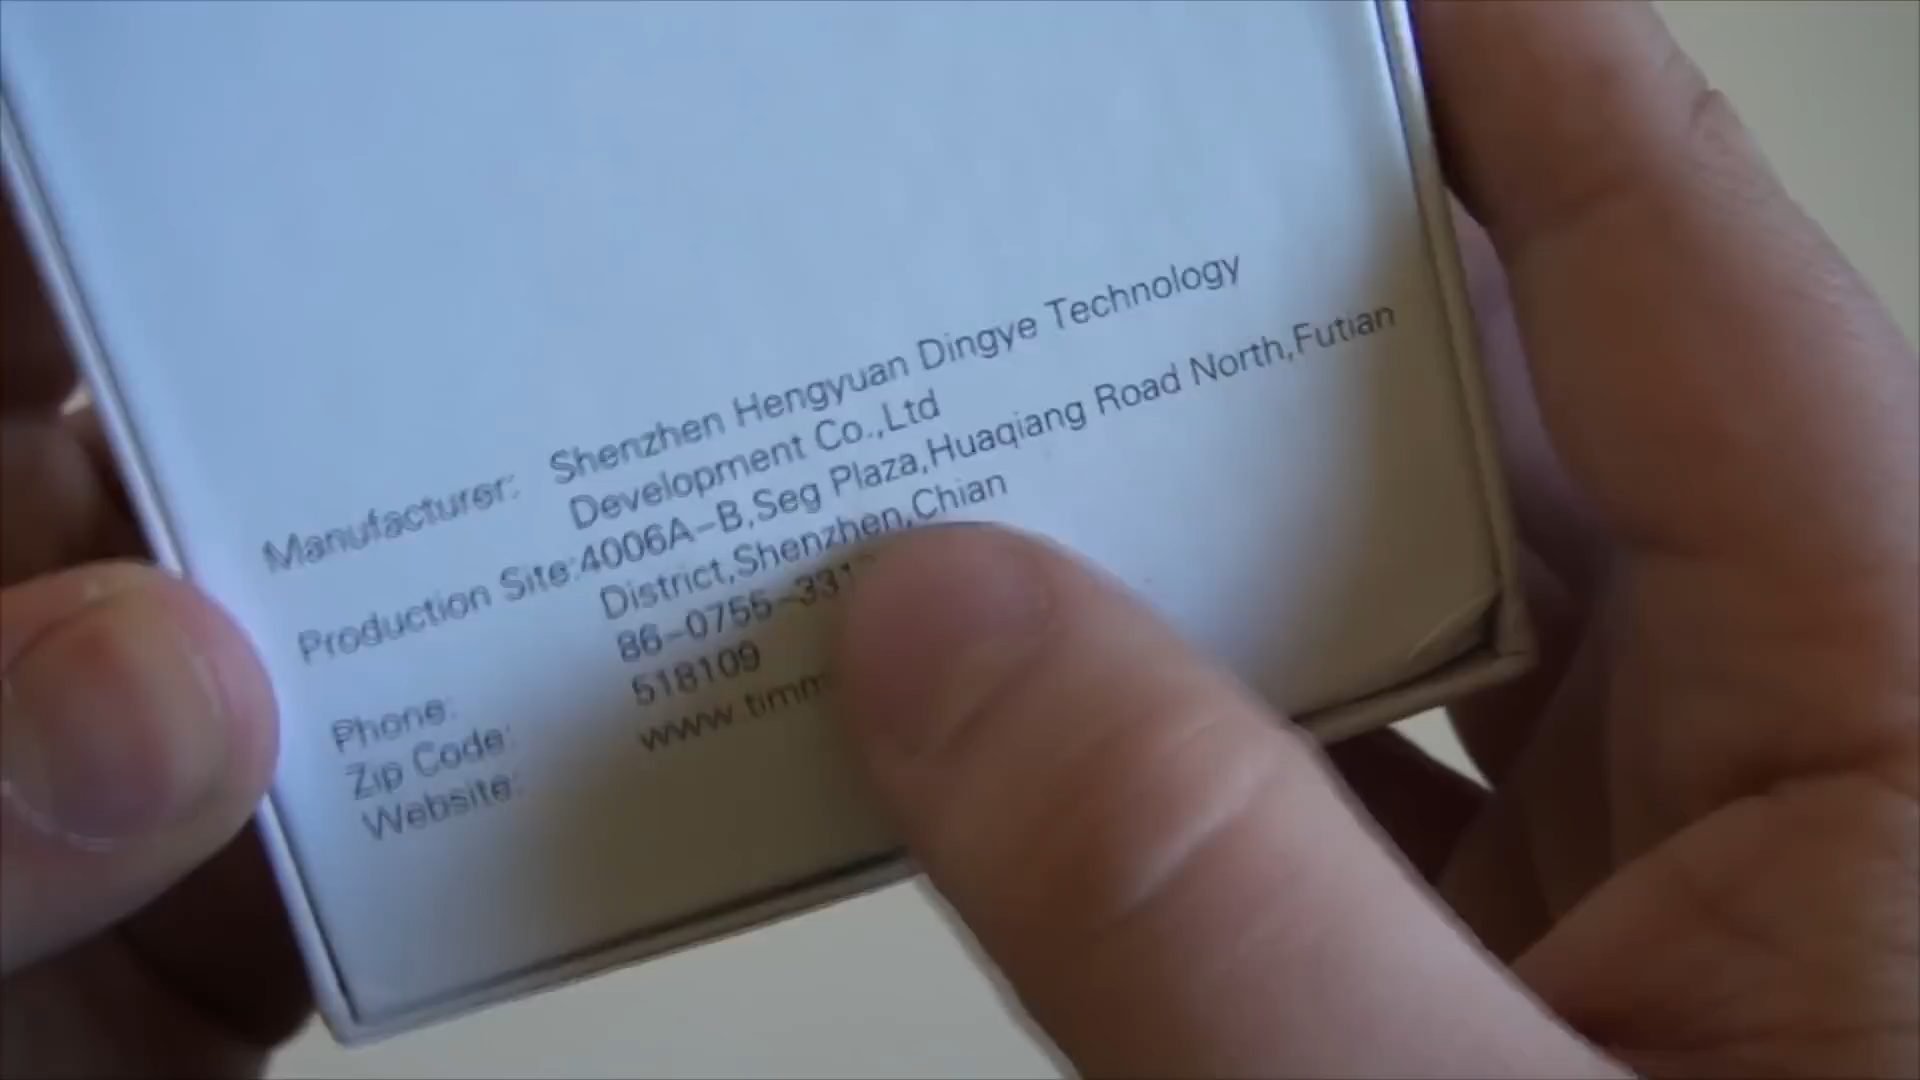 Manufacturer: Shenzhen Hengyuan Dingye Technology
Development Co.,Ltd
Production Site:4006A-B,Seg Plaza,Huaqiang Road North,Futian
District,Shenzhen,Chian
Phone: 86-0755-331
Zip Code: 518109
Website: www.timm